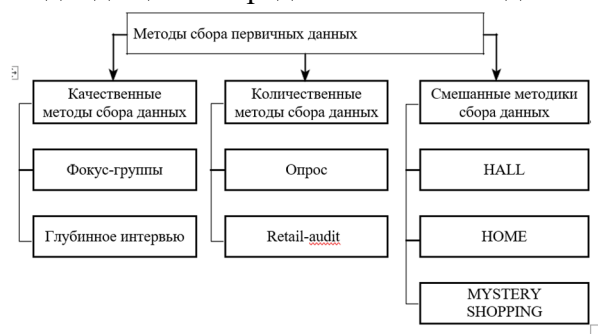 Методы сбора первичных данных
Качественные
методы сбора данных
Количественные
методы сбора данных
Смешанные методики
сбора данных
Фокус-группы
Опрос
HALL
Глубинное интервью
Retail-audit
HOME
MYSTERY
SHOPPING